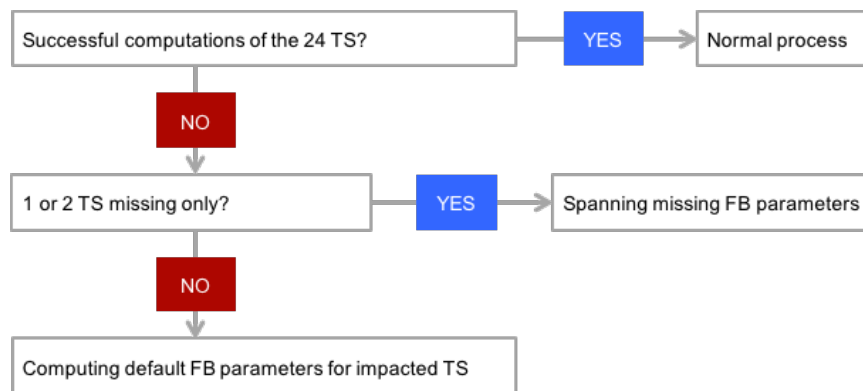 Successful computations of the 24 TS?
YES
Normal process
NO
1 or 2 TS missing only?
YES
Spanning missing FB parameters
NO
Computing default FB parameters for impacted TS